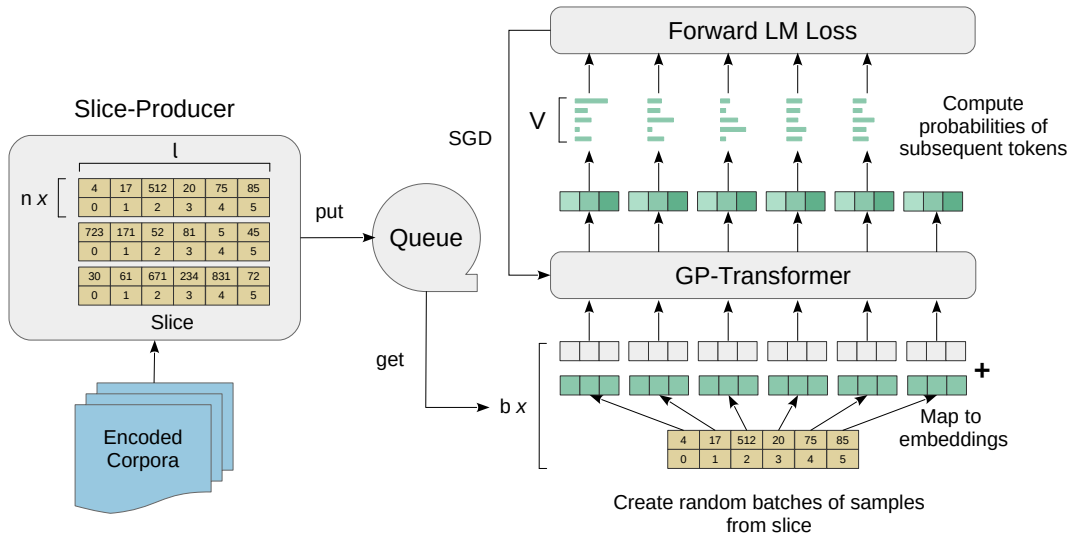 Slice-Producer
l
n x
4 17 512 20 75 85
0 1 2 3 4 5
723 171 52 81 5 45
0 1 2 3 4 5
30 61 671 234 831 72
0 1 2 3 4 5
Slice
Encoded
Corpora
put
Queue
get
Forward LM Loss
SGD
V
Compute
probabilities of
subsequent tokens
GP-Transformer
b x
+
Map to
embeddings
4 17 512 20 75 85
0 1 2 3 4 5
Create random batches of samples
from slice